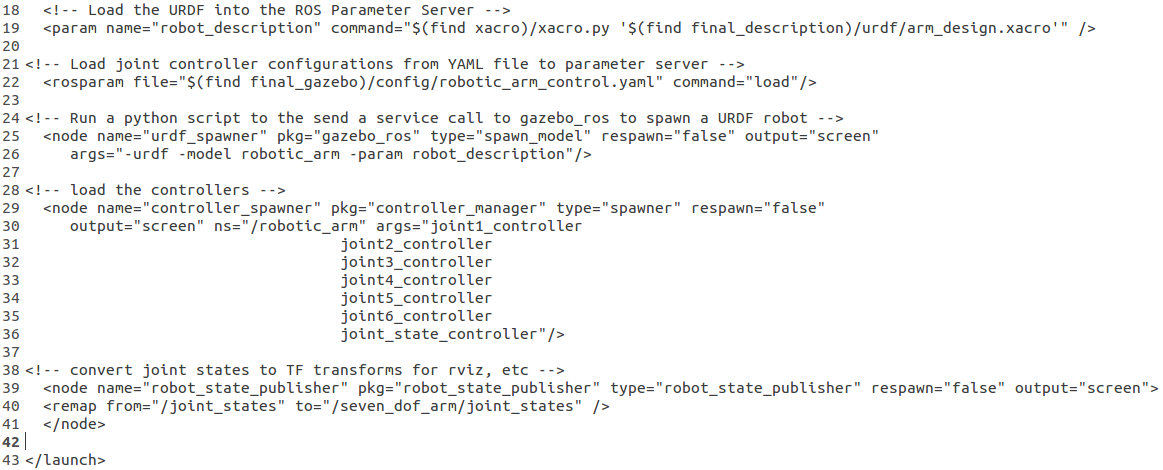 18   <!-- Load the URDF into the ROS Parameter Server -->
19   <param name="robot_description" command="$(find xacro)/xacro.py '$(find final_description)/urdf/arm_design.xacro'" />
20
21 <!-- Load joint controller configurations from YAML file to parameter server -->
22   <rosparam file="$(find final_gazebo)/config/robotic_arm_control.yaml" command="load"/>
23
24 <!-- Run a python script to the send a service call to gazebo_ros to spawn a URDF robot -->
25   <node name="urdf_spawner" pkg="gazebo_ros" type="spawn_model" respawn="false" output="screen"
26      args="-urdf -model robotic_arm -param robot_description"/>
27
28 <!-- load the controllers -->
29   <node name="controller_spawner" pkg="controller_manager" type="spawner" respawn="false"
30      output="screen" ns="/robotic_arm" args="joint1_controller
31                                    joint2_controller
32                                    joint3_controller
33                                    joint4_controller
34                                    joint5_controller
35                                    joint6_controller
36                                    joint_state_controller"/>
37
38 <!-- convert joint states to TF transforms for rviz, etc -->
39   <node name="robot_state_publisher" pkg="robot_state_publisher" type="robot_state_publisher" respawn="false" output="screen">
40   <remap from="/joint_states" to="/seven_dof_arm/joint_states" />
41   </node>
42
43 </launch>